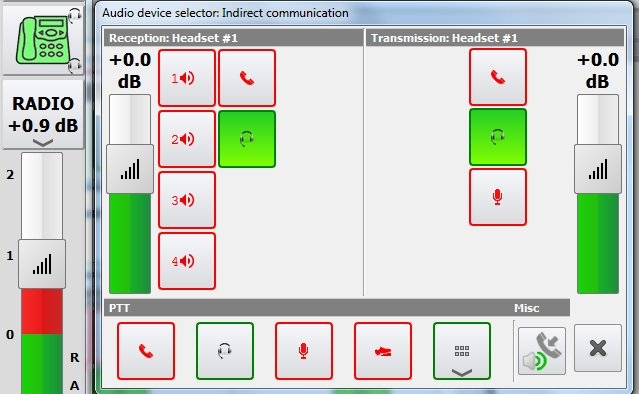 Audio device selector: Indirect communication
Reception: Headset #1
Transmission: Headset #1
+0.0
dB
1
2
3
4
+0.0
dB
RADIO
+0.9 dB
2
1
0
R
A
PTT
Misc